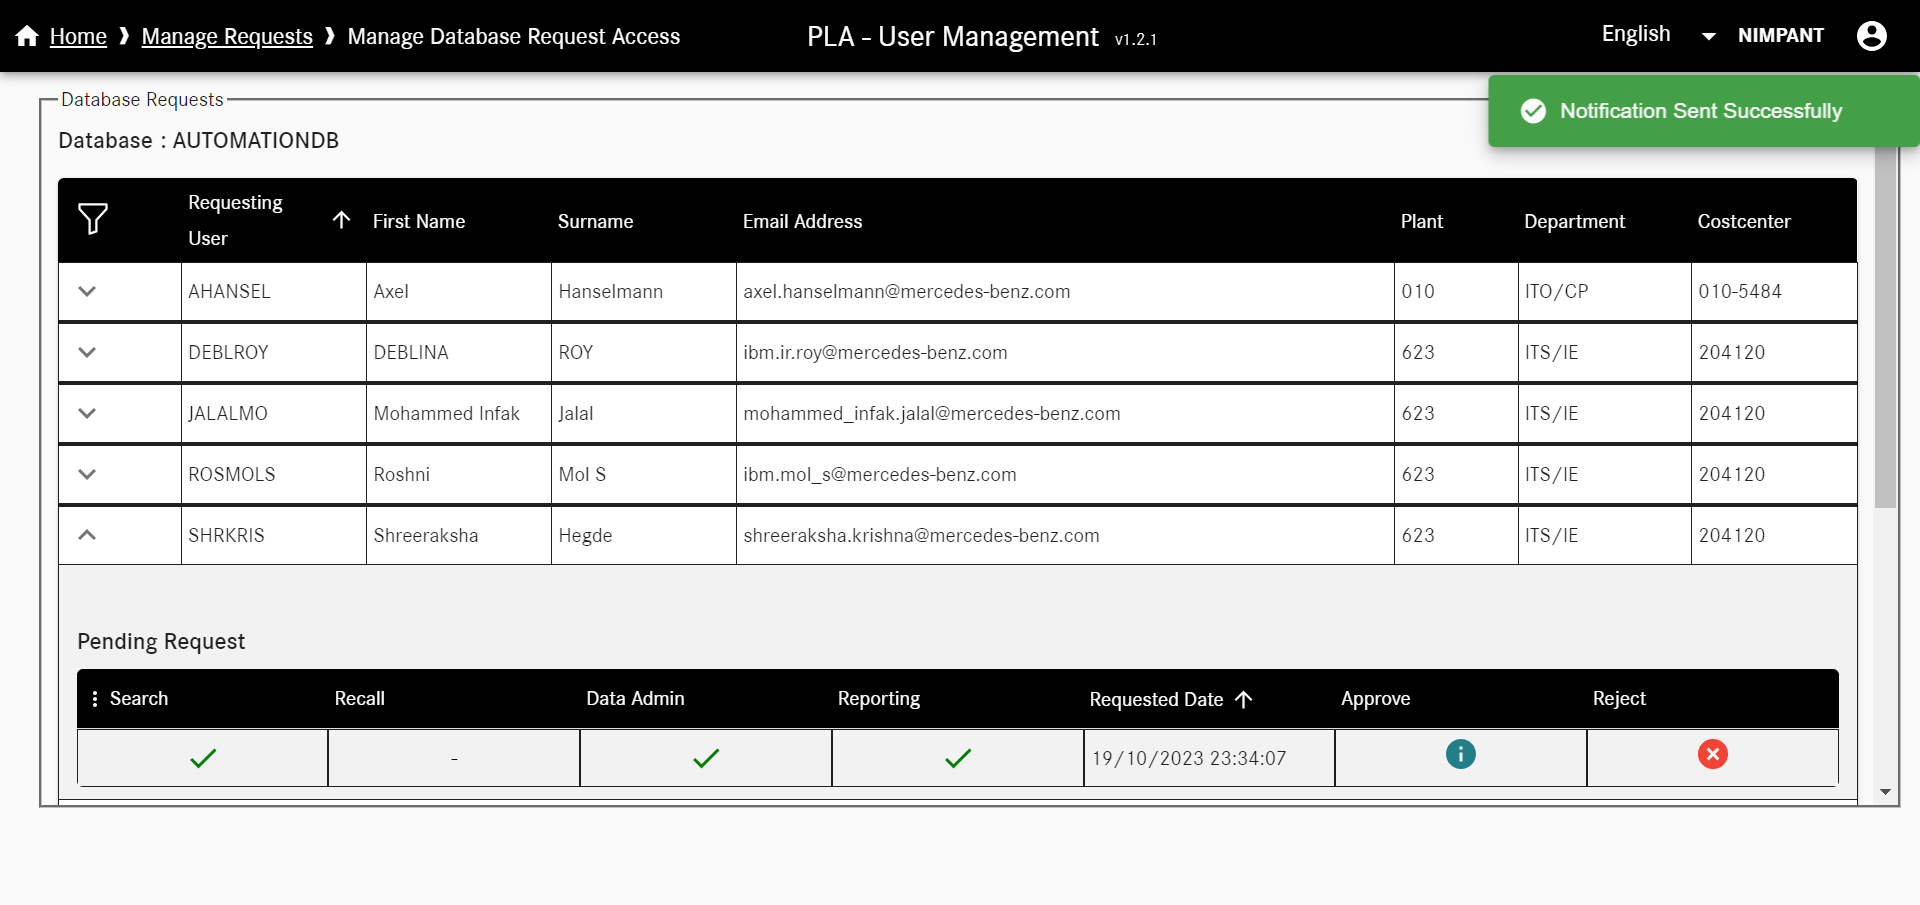 Home ❱ Manage Requests ❱ Manage Database Request Access
PLA - User Management v1.2.1
English NIMPANT
Notification Sent Successfully
Database Requests
Database : AUTOMATIONDB
Requesting User First Name Surname Email Address Plant Department Costcenter
AHANSEL Axel Hanselmann axel.hanselmann@mercedes-benz.com 010 ITO/CP 010-5484
DEBLROY DEBLINA ROY ibm.ir.roy@mercedes-benz.com 623 ITS/IE 204120
JALALMO Mohammed Infak Jalal mohammed_infak.jalal@mercedes-benz.com 623 ITS/IE 204120
ROSMOLS Roshni Mol S ibm.mol_s@mercedes-benz.com 623 ITS/IE 204120
SHRKRIS Shreeraksha Hegde shreeraksha.krishna@mercedes-benz.com 623 ITS/IE 204120
Pending Request
Search Recall Data Admin Reporting Requested Date Approve Reject
- 19/10/2023 23:34:07